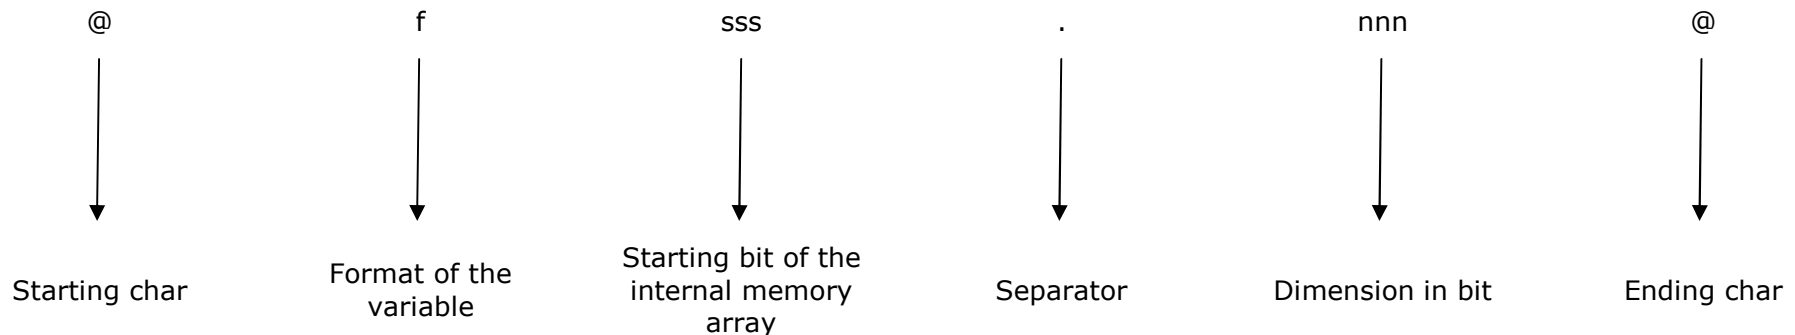 @ f sss . nnn @
Starting char
Format of the
variable
Starting bit of the
internal memory
array
Separator
Dimension in bit
Ending char